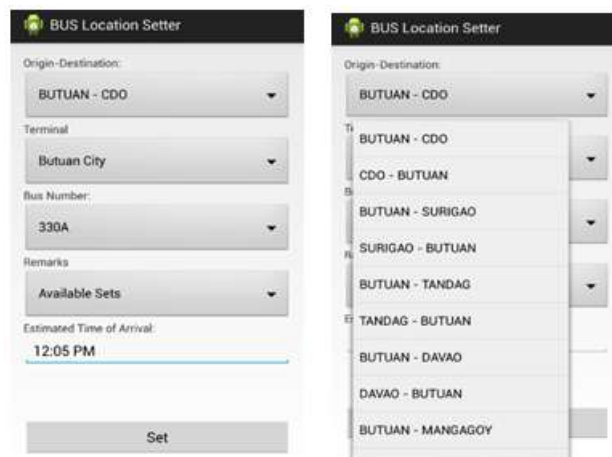 BUS Location Setter
Origin-Destination:
BUTUAN - CDO
Terminal
Butuan City
Bus Number:
330A
Remarks
Available Sets
Estimated Time of Arrival:
12:05 PM
Set
BUS Location Setter
Origin-Destination:
BUTUAN - CDO
BUTUAN - CDO
CDO - BUTUAN
BUTUAN - SURIGAO
SURIGAO - BUTUAN
BUTUAN - TANDAG
TANDAG - BUTUAN
BUTUAN - DAVAO
DAVAO - BUTUAN
BUTUAN - MANGAGOY